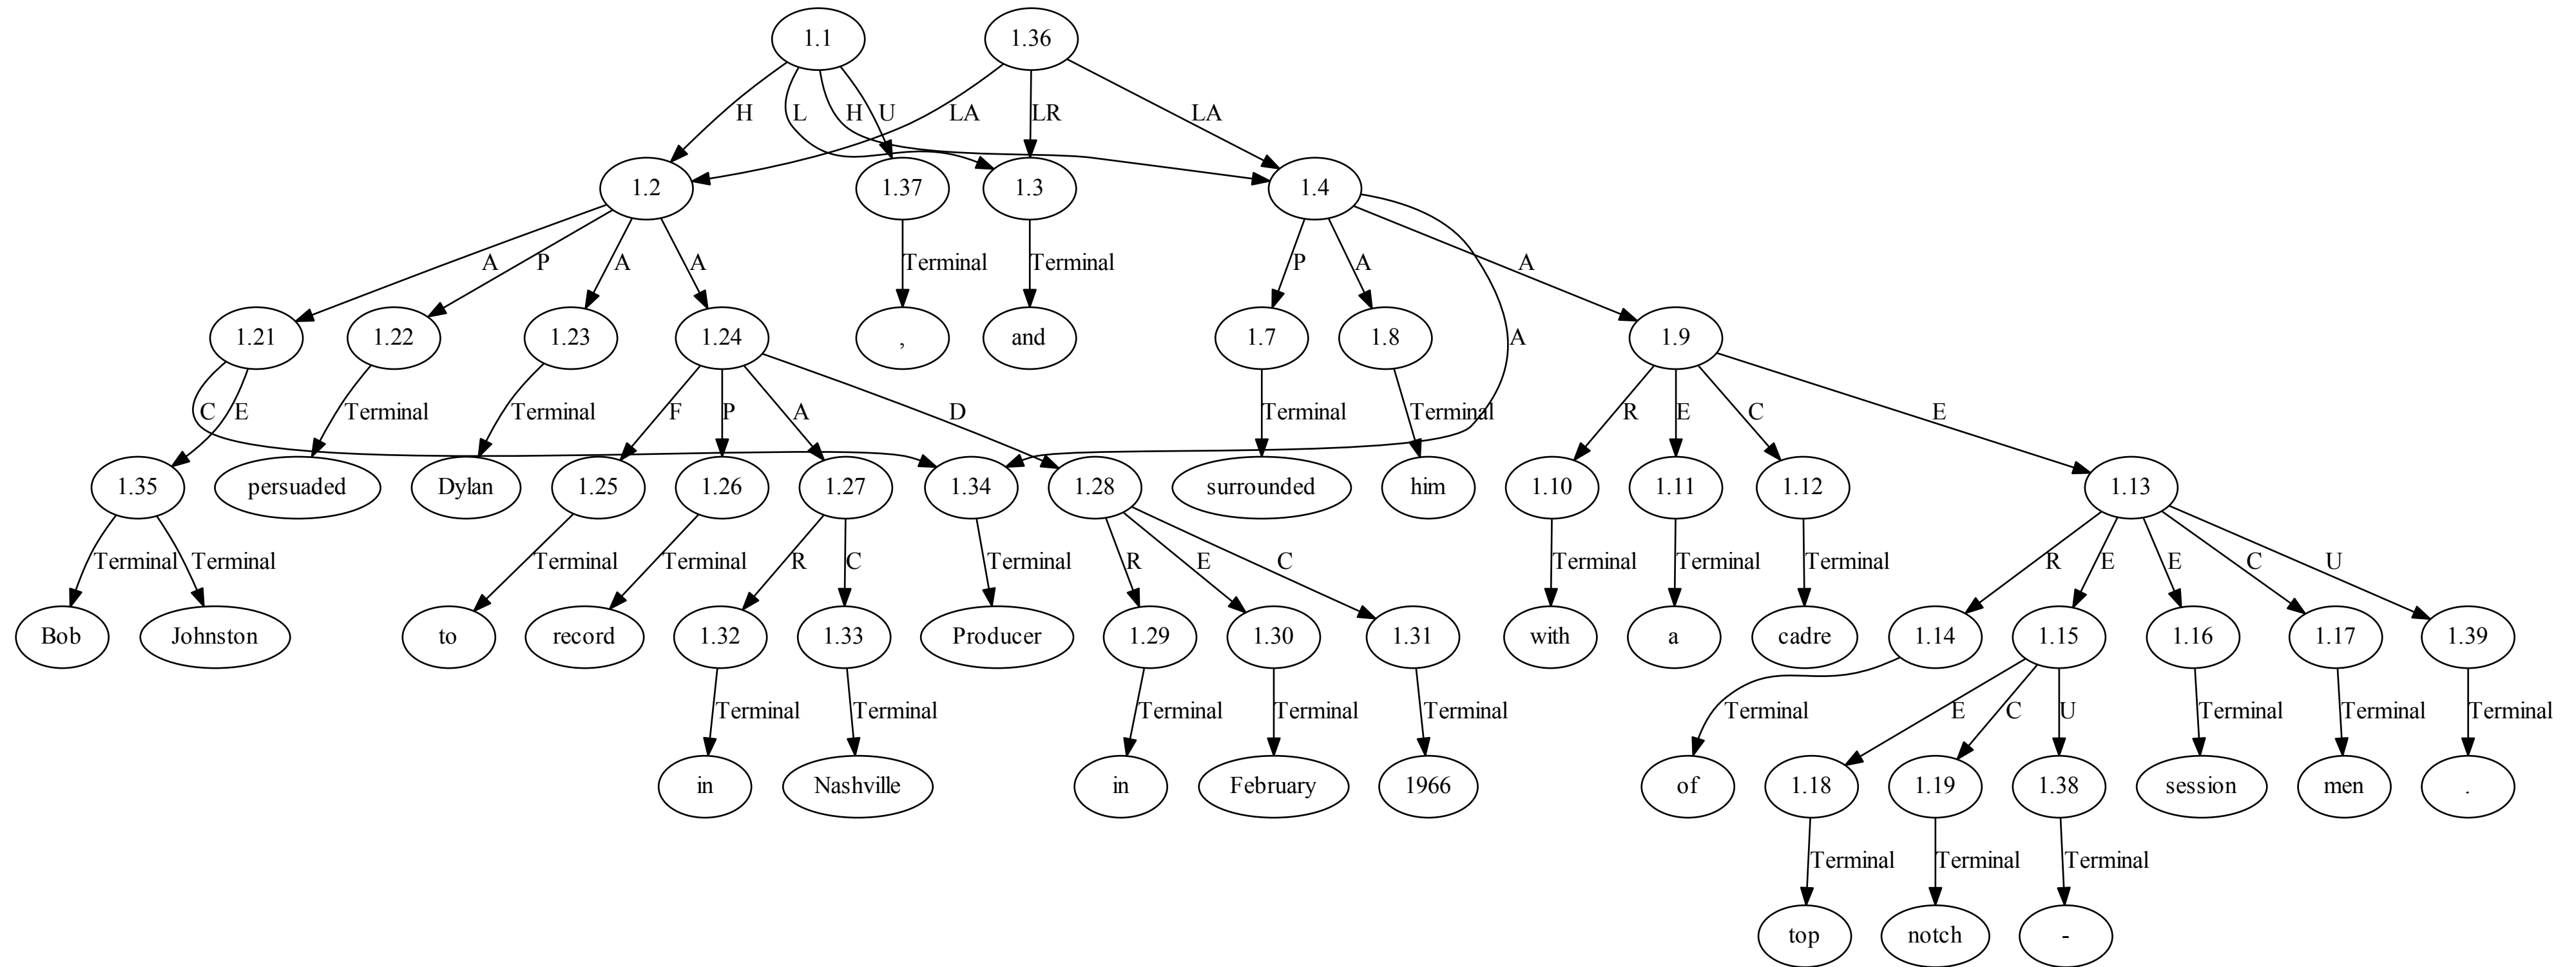 1.1 1.36
H L H U LA LR LA
1.2 1.37 1.3 1.4
A P A A Terminal Terminal P A A A
1.21 1.22 1.23 1.24 , and 1.7 1.8 1.9
C E Terminal Terminal F P A D Terminal Terminal R E C E
1.35 persuaded Dylan 1.25 1.26 1.27 1.34 1.28 surrounded him 1.10 1.11 1.12 1.13
Terminal Terminal Terminal Terminal R C Terminal R E C Terminal Terminal Terminal R E E C U
Bob Johnston to record 1.32 1.33 Producer 1.29 1.30 1.31 with a cadre 1.14 1.15 1.16 1.17 1.39
Terminal Terminal Terminal Terminal Terminal Terminal E C U Terminal Terminal Terminal
in Nashville in February 1966 of 1.18 1.19 1.38 session men .
Terminal Terminal Terminal
top notch -